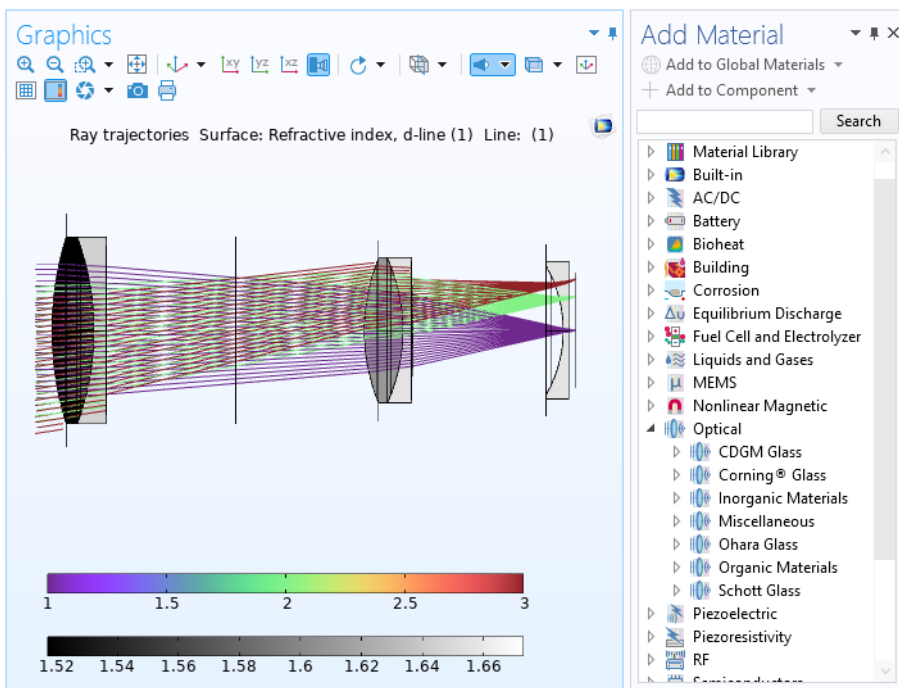 Graphics
xy yz xz
Ray trajectories Surface: Refractive index, d-line (1) Line: (1)
1 1.5 2 2.5 3
1.52 1.54 1.56 1.58 1.6 1.62 1.64 1.66
Add Material
Add to Global Materials
Add to Component
Search
Material Library
Built-in
AC/DC
Battery
Bioheat
Building
Corrosion
Equilibrium Discharge
Fuel Cell and Electrolyzer
Liquids and Gases
MEMS
Nonlinear Magnetic
Optical
CDGM Glass
Corning® Glass
Inorganic Materials
Miscellaneous
Ohara Glass
Organic Materials
Schott Glass
Piezoelectric
Piezoresistivity
RF